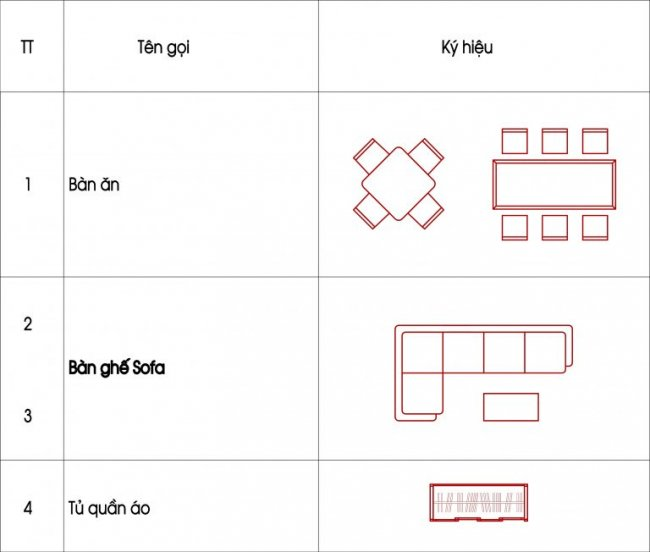 TT Tên gọi Ký hiệu
1 Bàn ăn
2
Bàn ghế Sofa
3
4 Tủ quần áo